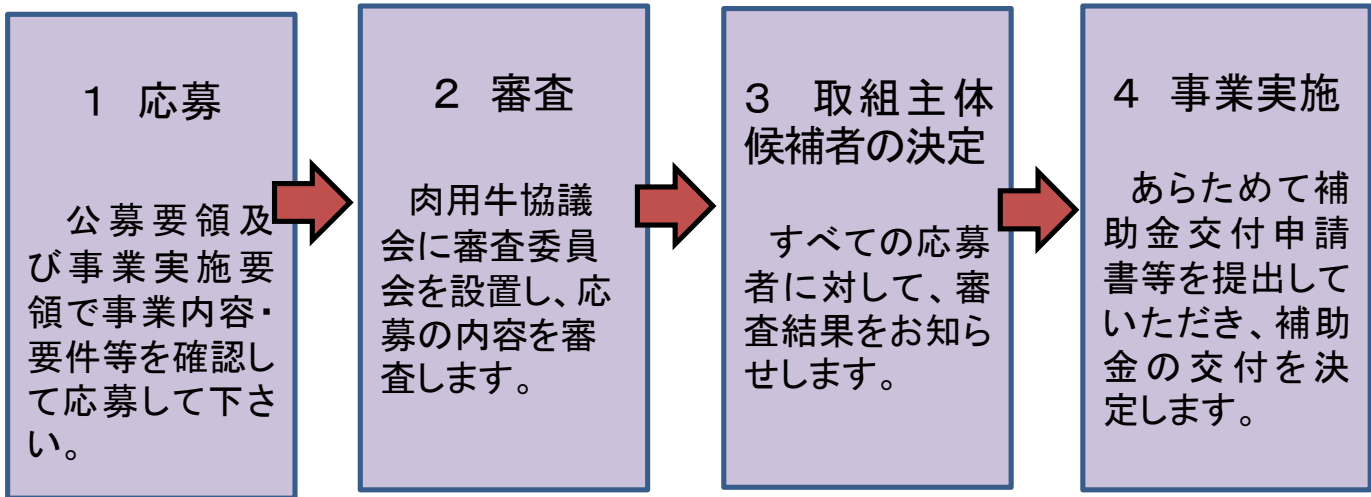 1 応募
公募要領及
び事業実施要
領で事業内容・
要件等を確認し
て応募して下さ
い。
2 審査
肉用牛協議
会に審査委員
会を設置し、応
募の内容を審
査します。
3 取組主体
候補者の決定
すべての応募
者に対して、審
査結果をお知ら
せします。
4 事業実施
あらためて補
助金交付申請
書等を提出して
いただき、補助
金の交付を決
定します。